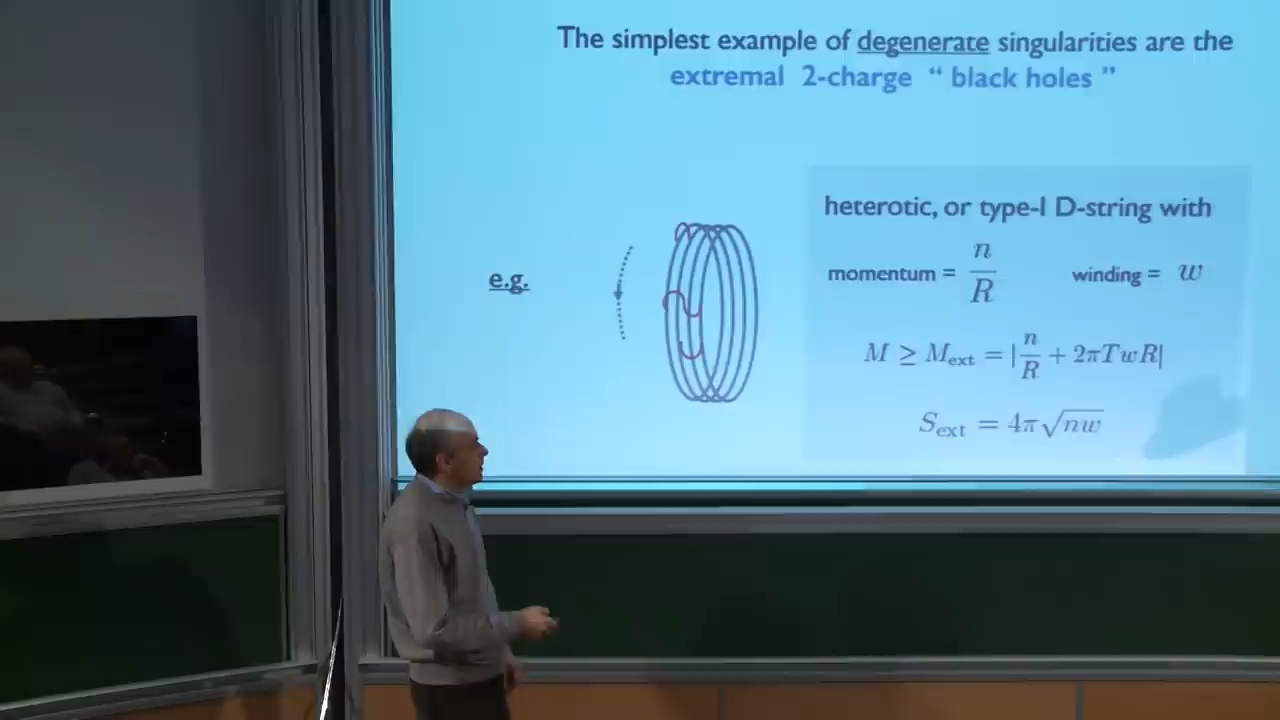 The simplest example of degenerate singularities are the
extremal 2-charge “ black holes ”
e.g.
heterotic, or type-I D-string with
momentum = n/R winding = w
M ≥ M_ext = |n/R + 2πTwR|
S_ext = 4π√nw